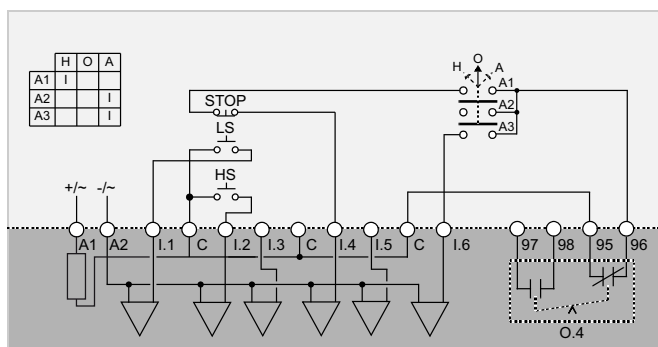 H O A
A1 I
A2 I
A3 I
H O A
A1
A2
A3
STOP
LS
HS
+/~ -/~
A1 A2 I.1 C I.2 I.3 C I.4 I.5 C I.6 97 98 95 96
O.4